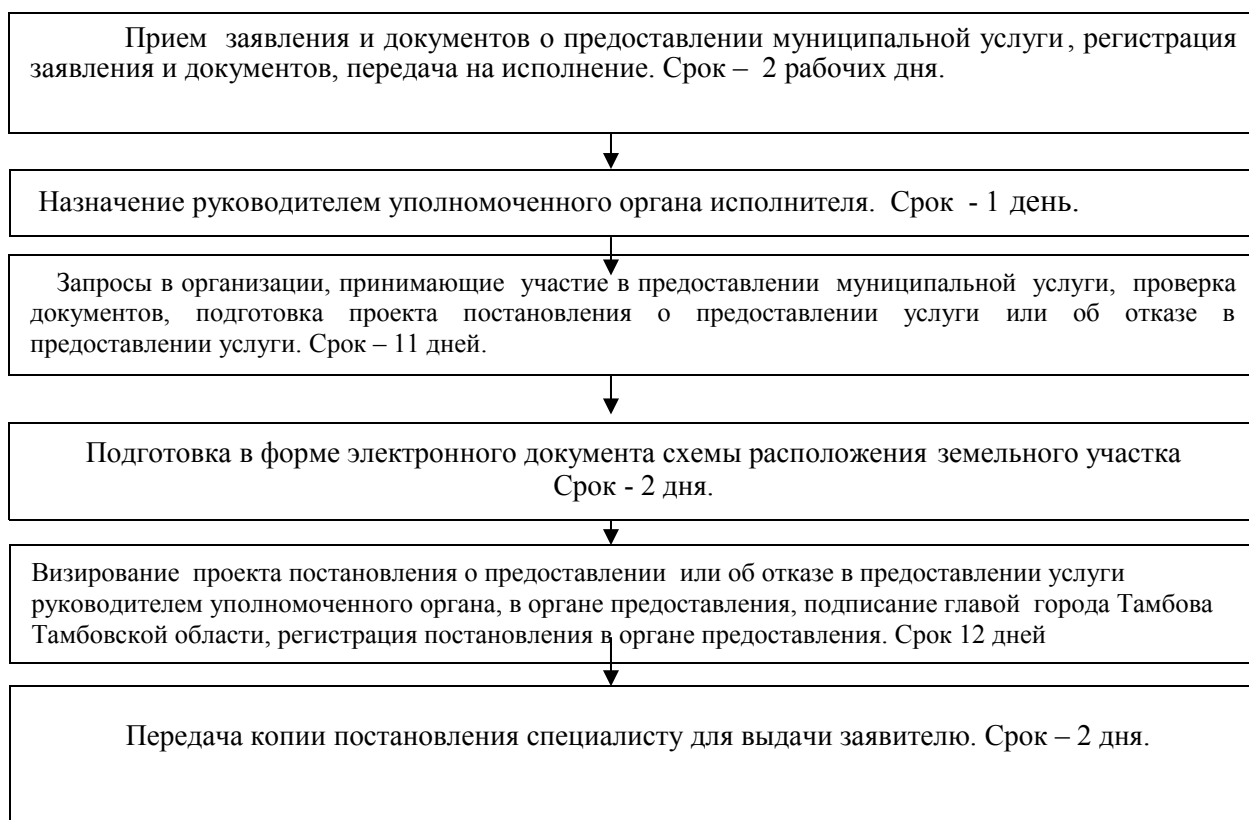 Прием заявления и документов о предоставлении муниципальной услуги, регистрация
заявления и документов, передача на исполнение. Срок – 2 рабочих дня.
Назначение руководителем уполномоченного органа исполнителя. Срок - 1 день.
Запросы в организации, принимающие участие в предоставлении муниципальной услуги, проверка
документов, подготовка проекта постановления о предоставлении услуги или об отказе в
предоставлении услуги. Срок – 11 дней.
Подготовка в форме электронного документа схемы расположения земельного участка
Срок - 2 дня.
Визирование проекта постановления о предоставлении или об отказе в предоставлении услуги
руководителем уполномоченного органа, в органе предоставления, подписание главой города Тамбова
Тамбовской области, регистрация постановления в органе предоставления. Срок 12 дней
Передача копии постановления специалисту для выдачи заявителю. Срок – 2 дня.